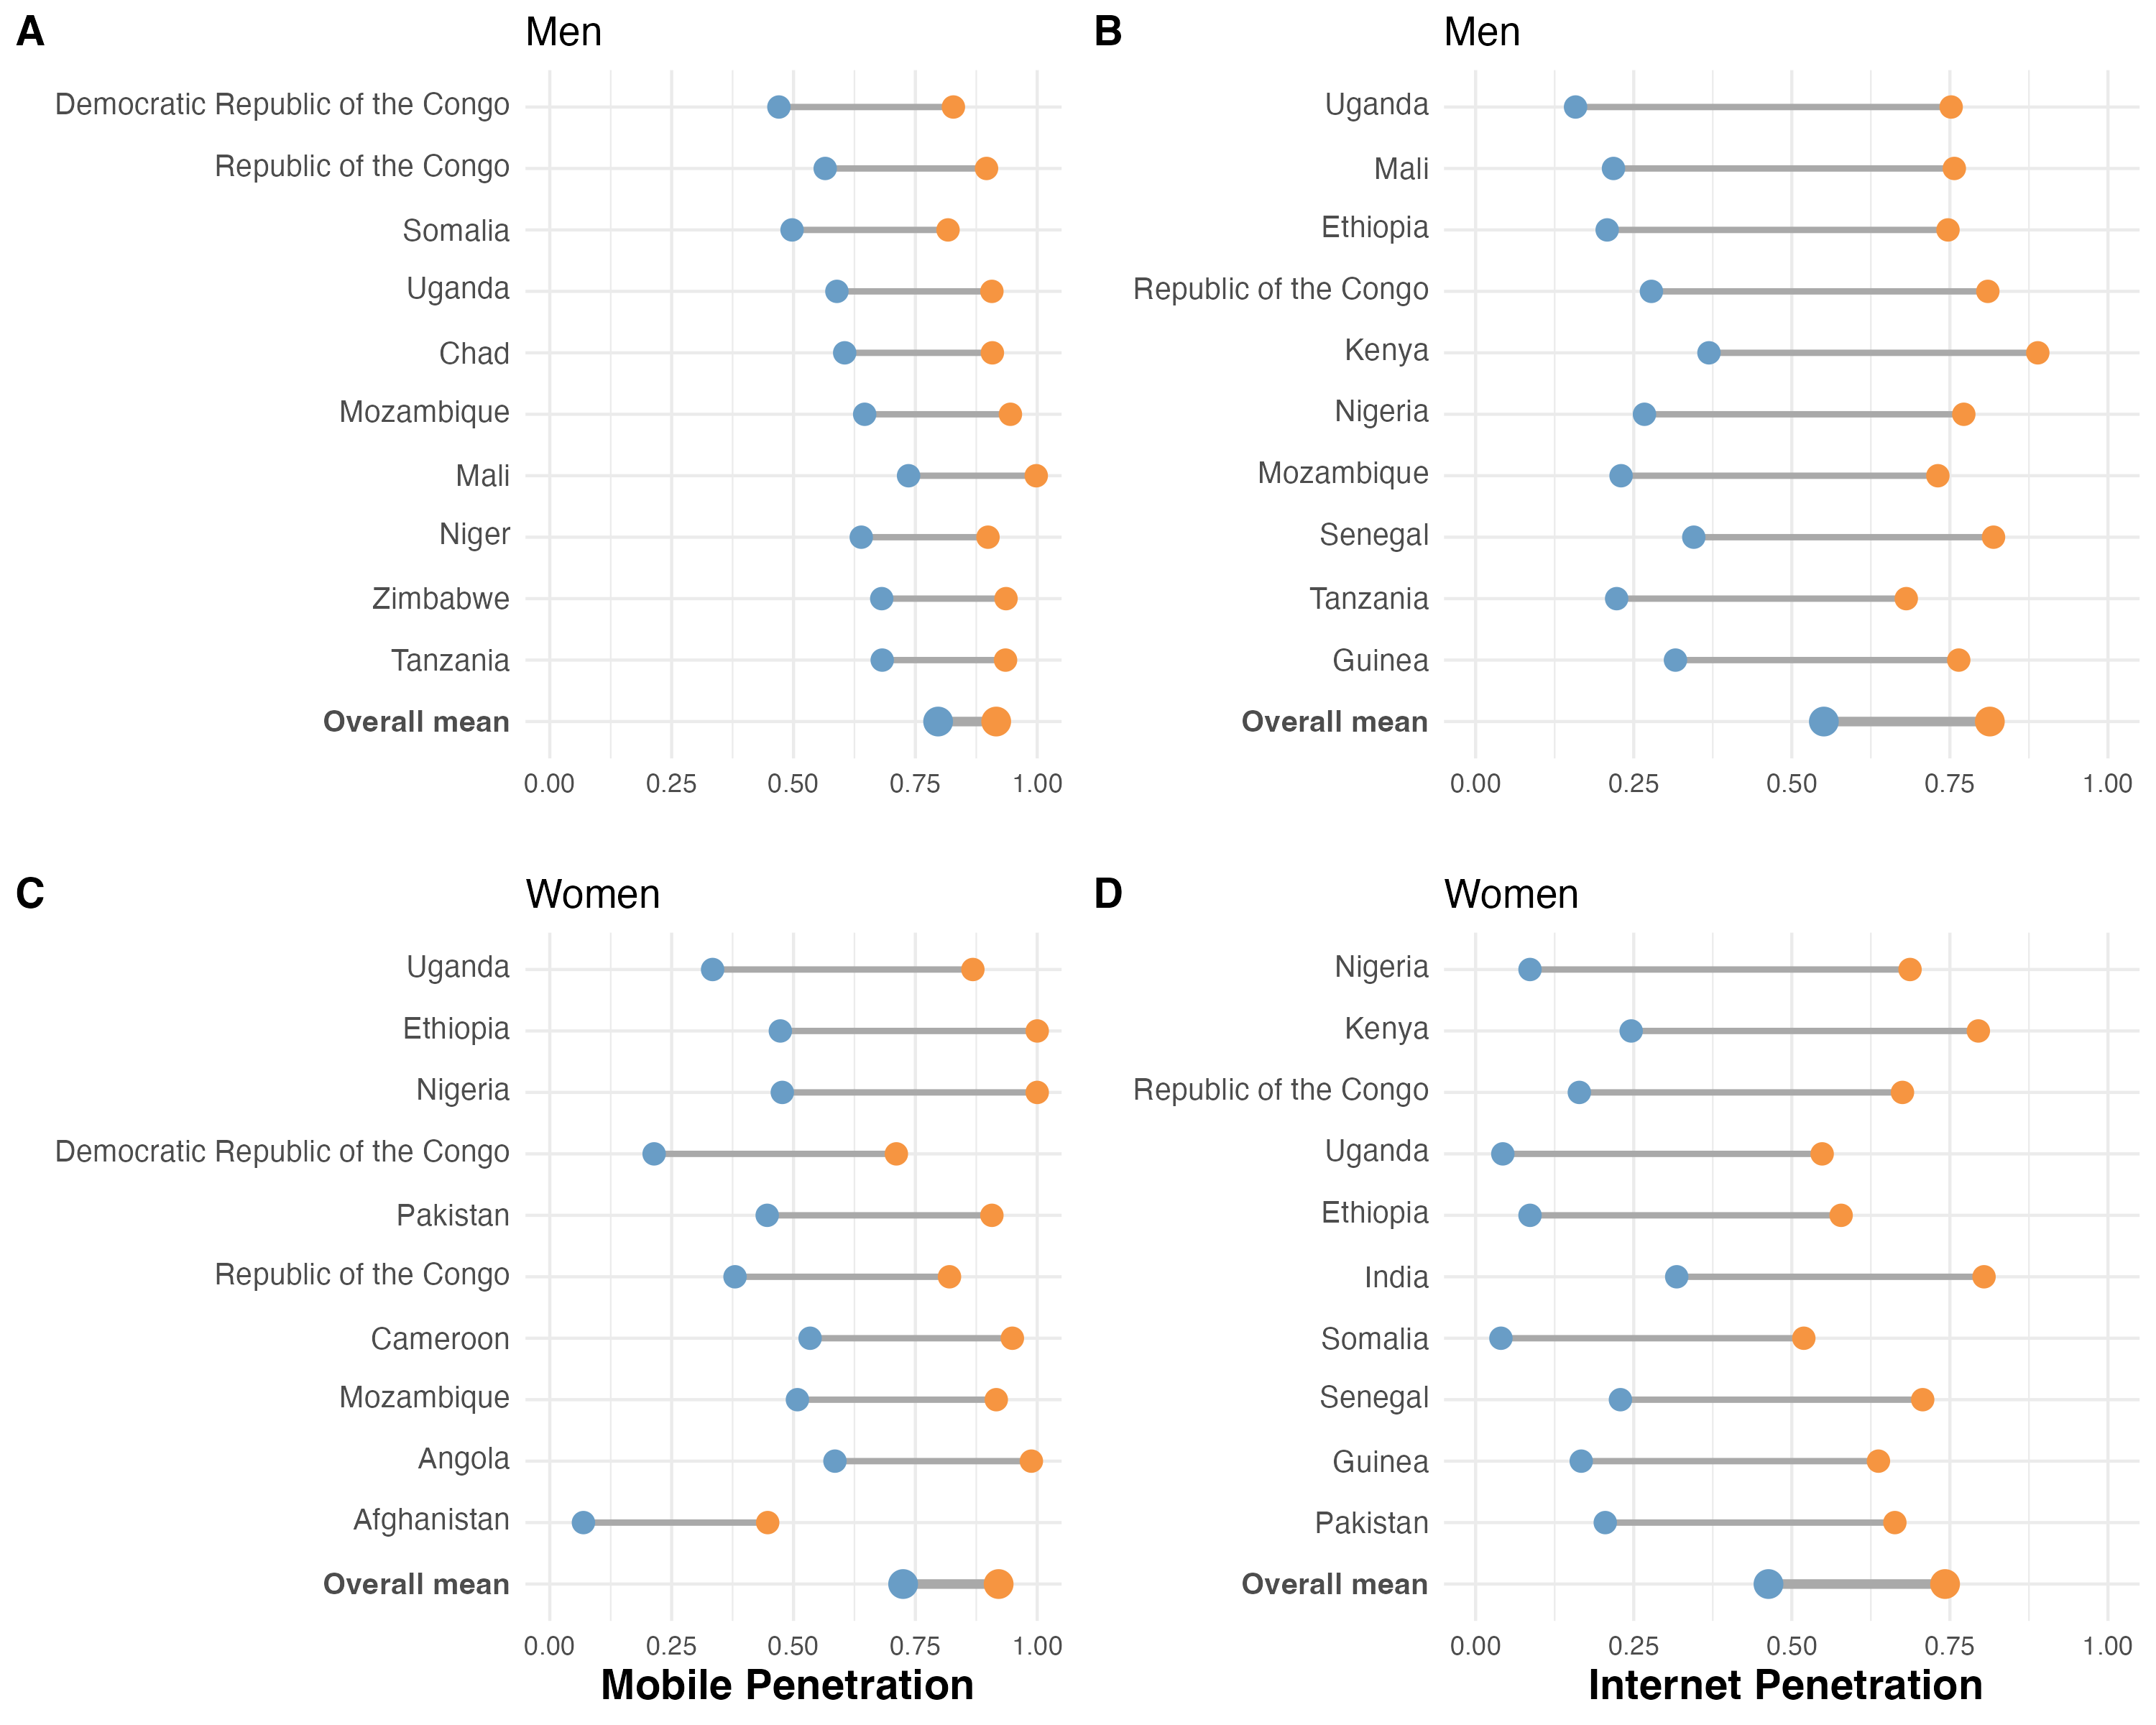 A
Men
Democratic Republic of the Congo
Republic of the Congo
Somalia
Uganda
Chad
Mozambique
Mali
Niger
Zimbabwe
Tanzania
Overall mean
0.00 0.25 0.50 0.75 1.00
B
Men
Uganda
Mali
Ethiopia
Republic of the Congo
Kenya
Nigeria
Mozambique
Senegal
Tanzania
Guinea
Overall mean
0.00 0.25 0.50 0.75 1.00
C
Women
Uganda
Ethiopia
Nigeria
Democratic Republic of the Congo
Pakistan
Republic of the Congo
Cameroon
Mozambique
Angola
Afghanistan
Overall mean
0.00 0.25 0.50 0.75 1.00
Mobile Penetration
D
Women
Nigeria
Kenya
Republic of the Congo
Uganda
Ethiopia
India
Somalia
Senegal
Guinea
Pakistan
Overall mean
0.00 0.25 0.50 0.75 1.00
Internet Penetration